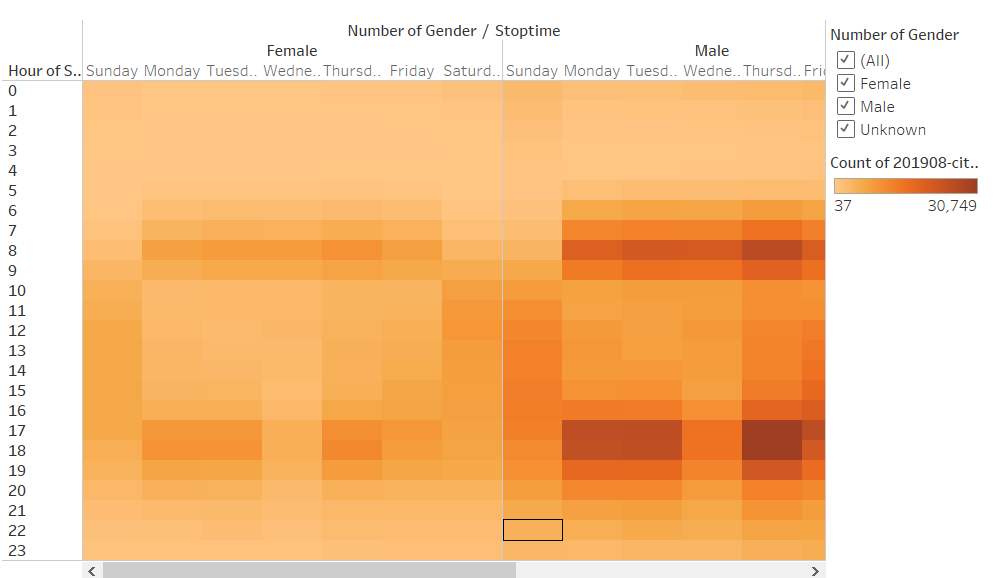 Number of Gender / Stoptime
Female Male
Hour of S.. Sunday Monday Tuesd.. Wedne.. Thursd.. Friday Saturd.. Sunday Monday Tuesd.. Wedne.. Thursd.. Fri
0
1
2
3
4
5
6
7
8
9
10
11
12
13
14
15
16
17
18
19
20
21
22
23
Number of Gender
(All)
Female
Male
Unknown
Count of 201908-cit..
37 30,749